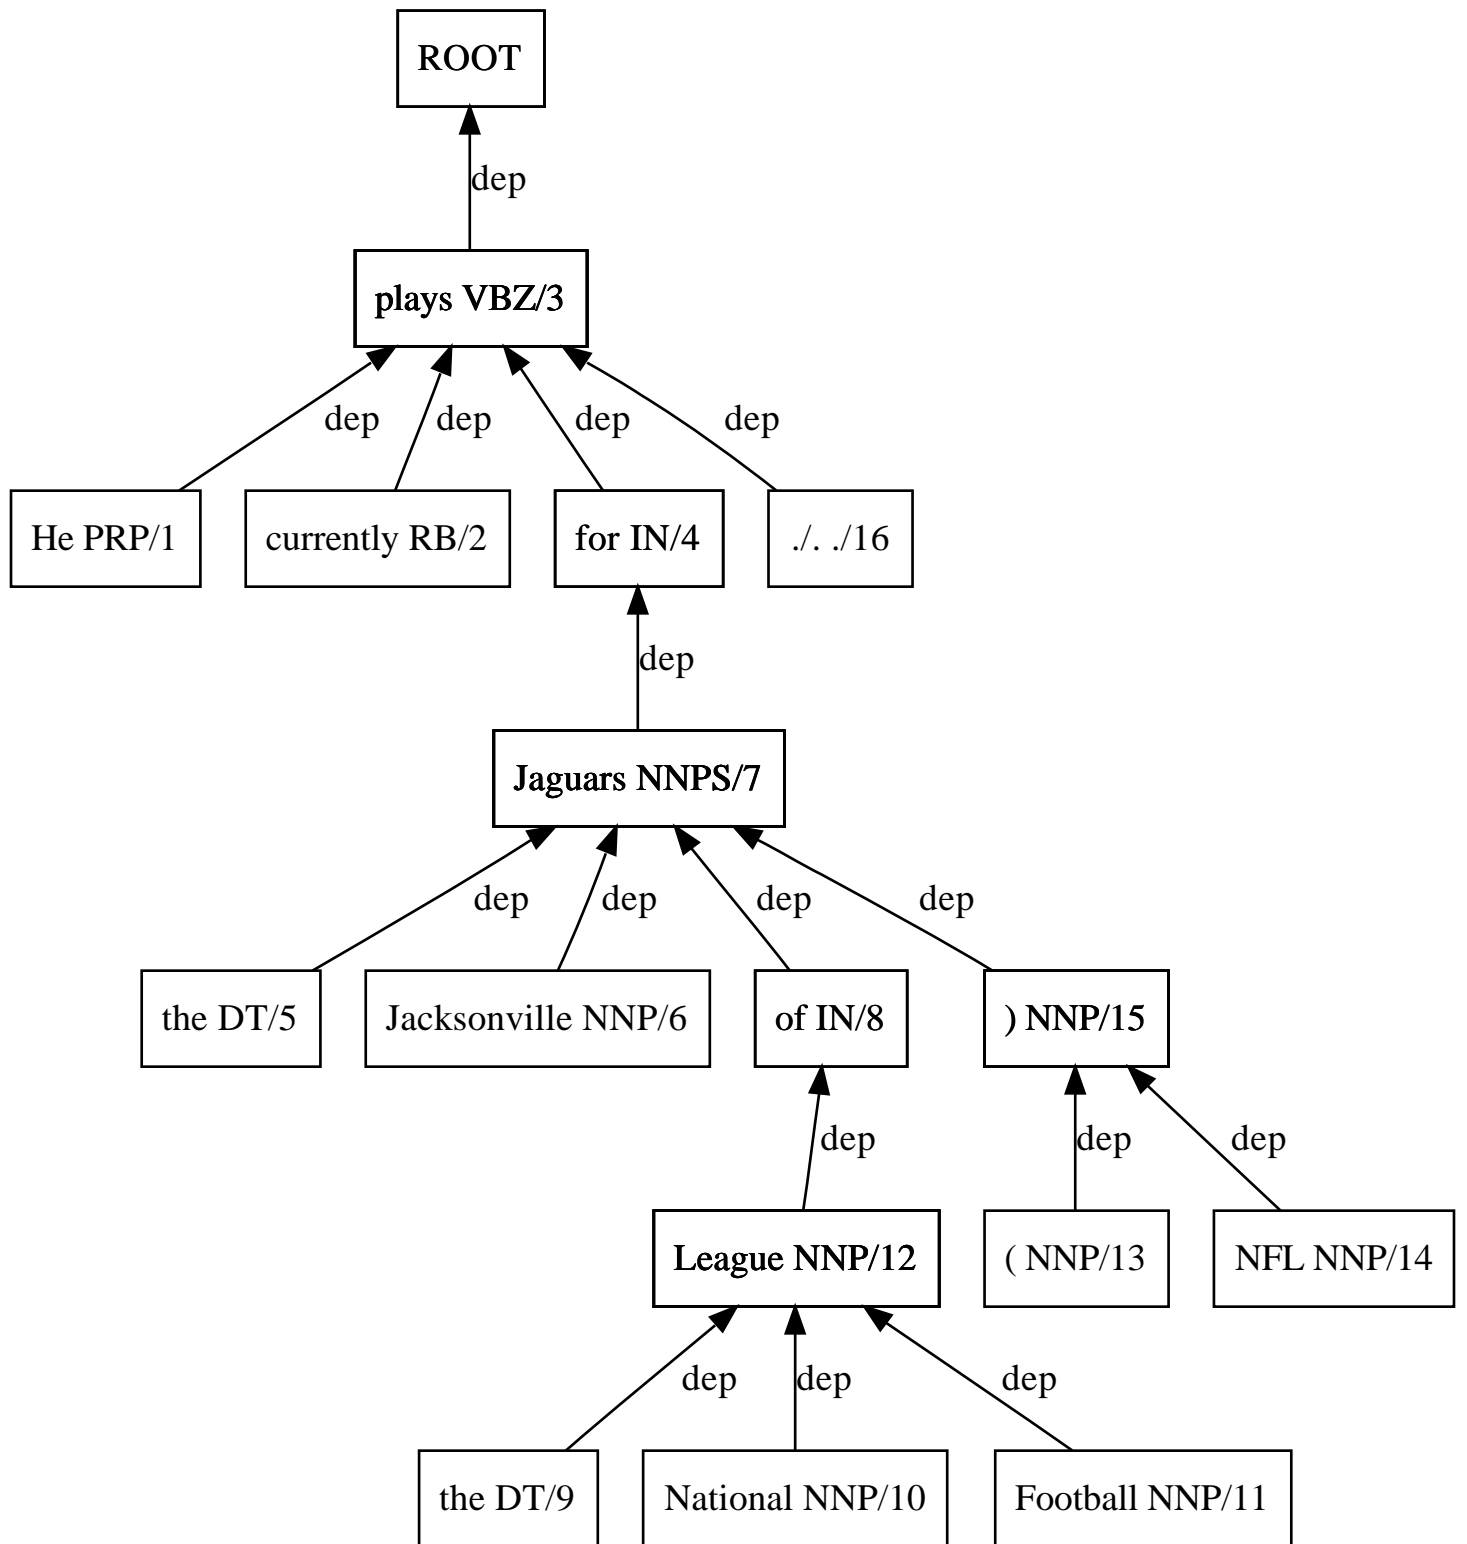 ROOT
dep
plays VBZ/3
dep dep dep dep
He PRP/1 currently RB/2 for IN/4 ./. ./16
dep
Jaguars NNPS/7
dep dep dep dep
the DT/5 Jacksonville NNP/6 of IN/8 ) NNP/15
dep dep dep
League NNP/12 ( NNP/13 NFL NNP/14
dep dep dep
the DT/9 National NNP/10 Football NNP/11